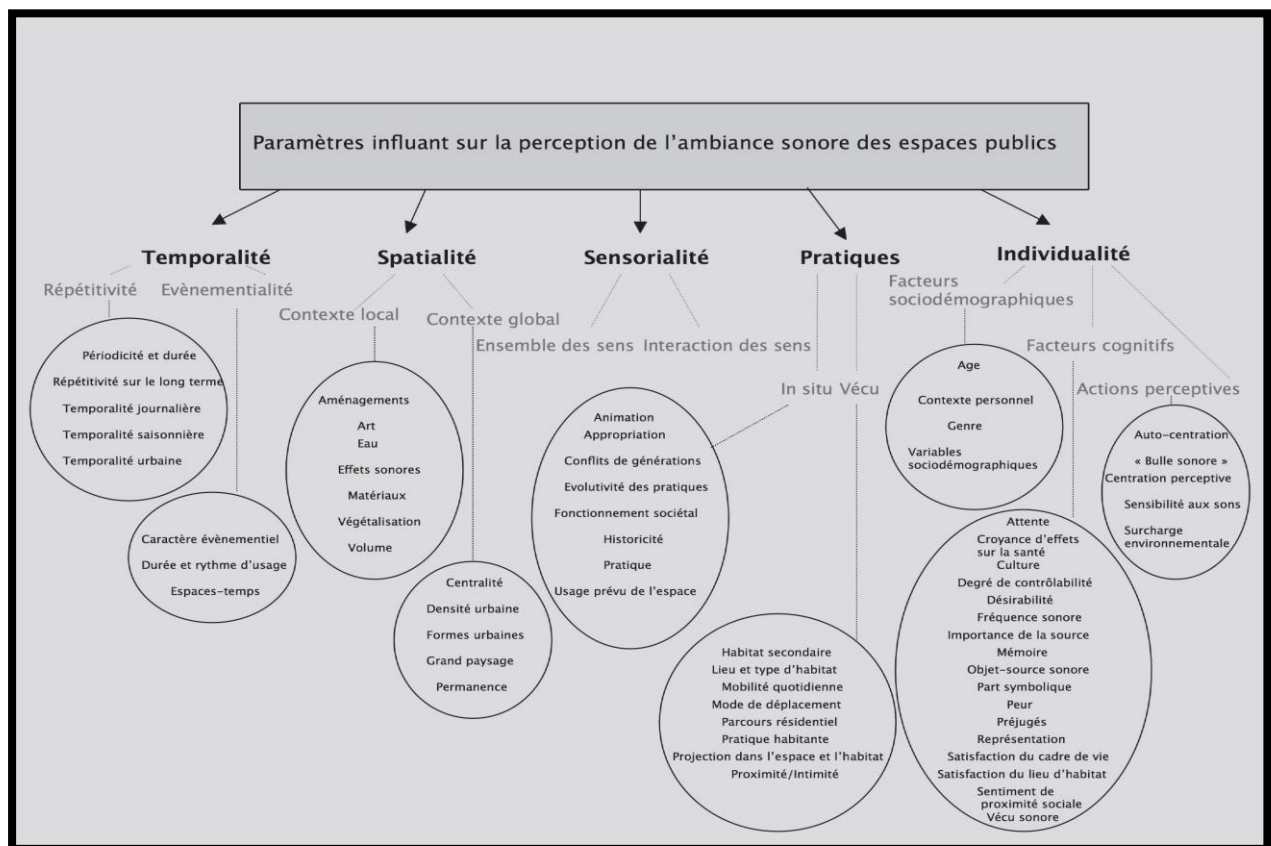 Paramètres influant sur la perception de l'ambiance sonore des espaces publics
Temporalité
Spatialité
Sensorialité
Pratiques
Individualité
Répétitivité
Evènementialité
Contexte local
Contexte global
Ensemble des sens
Interaction des sens
In situ
Vécu
Facteurs
sociodémographiques
Facteurs cognitifs
Actions perceptives
Périodicité et durée
Répétitivité sur le long terme
Temporalité journalière
Temporalité saisonnière
Temporalité urbaine
Caractère évènementiel
Durée et rythme d'usage
Espaces-temps
Aménagements
Art
Eau
Effets sonores
Matériaux
Végétalisation
Volume
Centralité
Densité urbaine
Formes urbaines
Grand paysage
Permanence
Animation
Appropriation
Conflits de générations
Evolutivité des pratiques
Fonctionnement sociétal
Historicité
Pratique
Usage prévu de l'espace
Habitat secondaire
Lieu et type d'habitat
Mobilité quotidienne
Mode de déplacement
Parcours résidentiel
Pratique habitante
Projection dans l'espace et l'habitat
Proximité/Intimité
Age
Contexte personnel
Genre
Variables
sociodémographiques
Attente
Croyance d'effets
sur la santé
Culture
Degré de contrôlabilité
Désirabilité
Fréquence sonore
Importance de la source
Mémoire
Objet-source sonore
Part symbolique
Peur
Préjugés
Représentation
Satisfaction du cadre de vie
Satisfaction du lieu d'habitat
Sentiment de
proximité sociale
Vécu sonore
Auto-centration
« Bulle sonore »
Centration perceptive
Sensibilité aux sons
Surcharge
environnementale